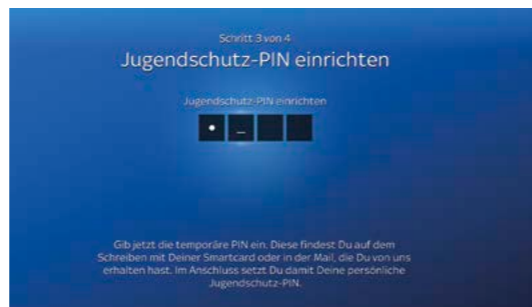 Schritt 3 von 4
Jugendschutz-PIN einrichten
Jugendschutz-PIN einrichten
Gib jetzt die temporäre PIN ein. Diese findest Du auf dem
Schreiben mit Deiner Smartcard oder in der Mail, die Du von uns
erhalten hast. Im Anschluss setzt Du damit Deine persönliche
Jugendschutz-PIN.